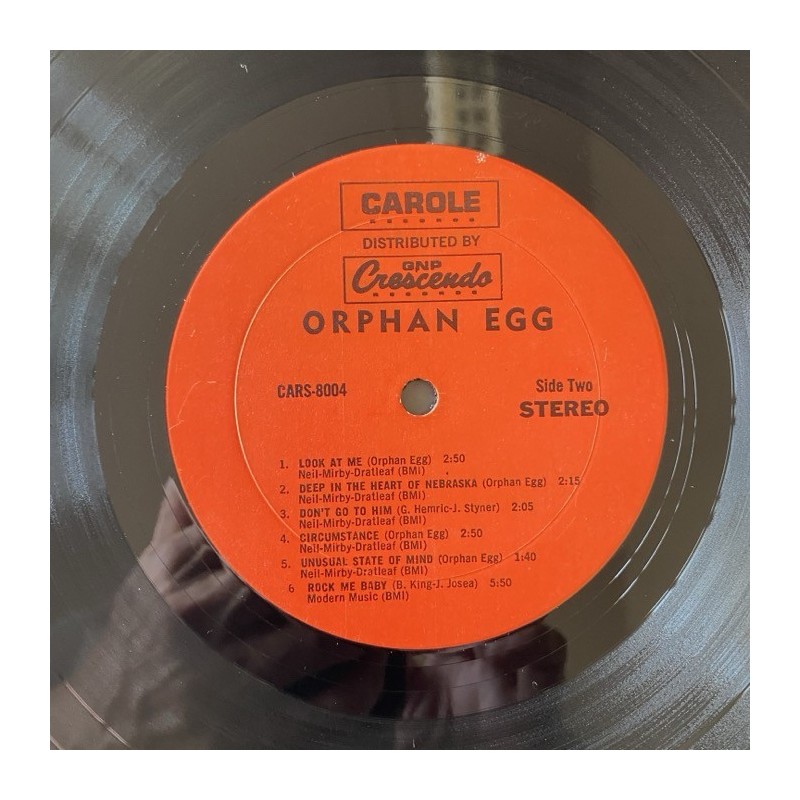 CAROLE
RECORDS
DISTRIBUTED BY
GNP
Crescendo
RECORDS
ORPHAN EGG
CARS-8004
Side Two
STEREO
1. LOOK AT ME (Orphan Egg) 2:50
Neil-Mirby-Dratleaf (BMI)
2. DEEP IN THE HEART OF NEBRASKA (Orphan Egg) 2:15
Neil-Mirby-Dratleaf (BMI)
3. DON'T GO TO HIM (G. Hemric-J. Styner) 2:05
Neil-Mirby-Dratleaf (BMI)
4. CIRCUMSTANCE (Orphan Egg) 2:50
Neil-Mirby-Dratleaf (BMI)
5. UNUSUAL STATE OF MIND (Orphan Egg) 1:40
Neil-Mirby-Dratleaf (BMI)
6 ROCK ME BABY (B. King-J. Josea) 5:50
Modern Music (BMI)